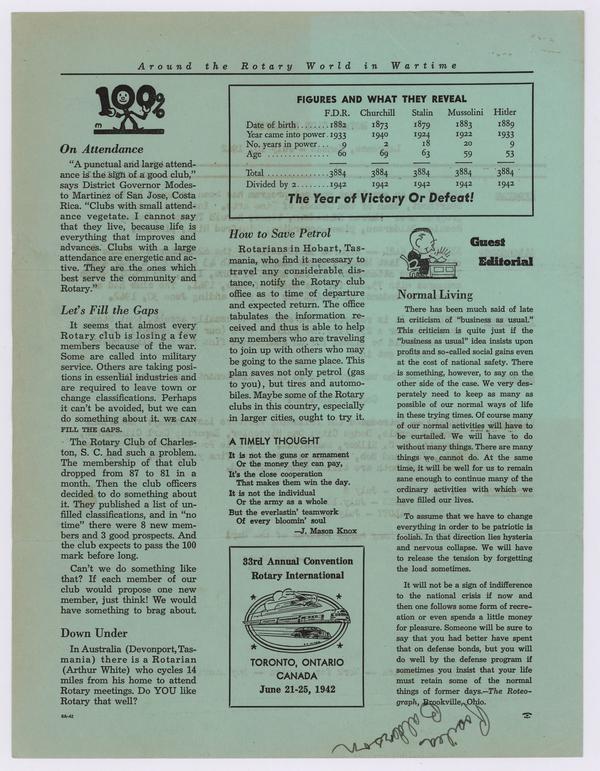 Around the Rotary World in Wartime
100%
On Attendance
"A punctual and large attend-
ance is the sign of a good club,"
says District Governor Modes-
to Martinez of San Jose, Costa
Rica. "Clubs with small attend-
ance vegetate. I cannot say
that they live, because life is
everything that improves and
advances. Clubs with a large
attendance are energetic and ac-
tive. They are the ones which
best serve the community and
Rotary."
Let's Fill the Gaps
It seems that almost every
Rotary club is losing a few
members because of the war.
Some are called into military
service. Others are taking posi-
tions in essential industries and
are required to leave town or
change classifications. Perhaps
it can't be avoided, but we can
do something about it. WE CAN
FILL THE GAPS.
The Rotary Club of Charles-
ton, S. C. had such a problem.
The membership of that club
dropped from 87 to 81 in a
month. Then the club officers
decided to do something about
it. They published a list of un-
filled classifications, and in "no
time" there were 8 new mem-
bers and 3 good prospects. And
the club expects to pass the 100
mark before long.
Can't we do something like
that? If each member of our
club would propose one new
member, just think! We would
have something to brag about.
Down Under
In Australia (Devonport, Tas-
mania) there is a Rotarian
(Arthur White) who cycles 14
miles from his home to attend
Rotary meetings. Do YOU like
Rotary that well?
8A-42
FIGURES AND WHAT THEY REVEAL
F.D.R. Churchill Stalin Mussolini Hitler
Date of birth........1882 1873 1879 1883 1889
Year came into power.1933 1940 1924 1922 1933
No. years in power... 9 2 18 20 9
Age .............. 60 69 63 59 53
Total .............3884 3884 3884 3884 3884
Divided by 2........1942 1942 1942 1942 1942
The Year of Victory Or Defeat!
How to Save Petrol
Rotarians in Hobart, Tas-
mania, who find it necessary to
travel any considerable dis-
tance, notify the Rotary club
office as to time of departure
and expected return. The office
tabulates the information re-
ceived and thus is able to help
any members who are traveling
to join up with others who may
be going to the same place. This
plan saves not only petrol (gas
to you), but tires and automo-
biles. Maybe some of the Rotary
clubs in this country, especially
in larger cities, ought to try it.
A TIMELY THOUGHT
It is not the guns or armament
Or the money they can pay,
It's the close cooperation
That makes them win the day.
It is not the individual
Or the army as a whole
But the everlastin' teamwork
Of every bloomin' soul
—J. Mason Knox
33rd Annual Convention
Rotary International
TORONTO, ONTARIO
CANADA
June 21-25, 1942
Guest
Editorial
Normal Living
There has been much said of late
in criticism of "business as usual."
This criticism is quite just if the
"business as usual" idea insists upon
profits and so-called social gains even
at the cost of national safety. There
is something, however, to say on the
other side of the case. We very des-
perately need to keep as many as
possible of our normal ways of life
in these trying times. Of course many
of our normal activities will have to
be curtailed. We will have to do
without many things. There are many
things we cannot do. At the same
time, it will be well for us to remain
sane enough to continue many of the
ordinary activities with which we
have filled our lives.
To assume that we have to change
everything in order to be patriotic is
foolish. In that direction lies hysteria
and nervous collapse. We will have
to release the tension by forgetting
the load sometimes.
It will not be a sign of indifference
to the national crisis if now and
then one follows some form of recre-
ation or even spends a little money
for pleasure. Someone will be sure to
say that you had better have spent
that on defense bonds, but you will
do well by the defense program if
sometimes you insist that your life
must retain some of the normal
things of former days.—The Roteo-
graph, Brookville, Ohio.